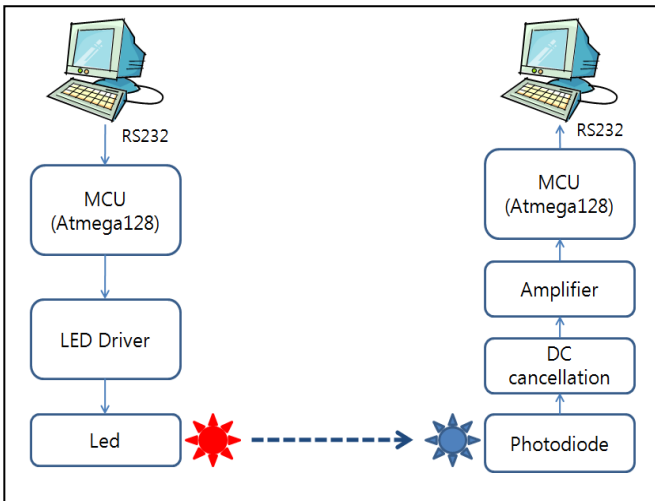 RS232
MCU
(Atmega128)
LED Driver
Led
RS232
MCU
(Atmega128)
Amplifier
DC
cancellation
Photodiode